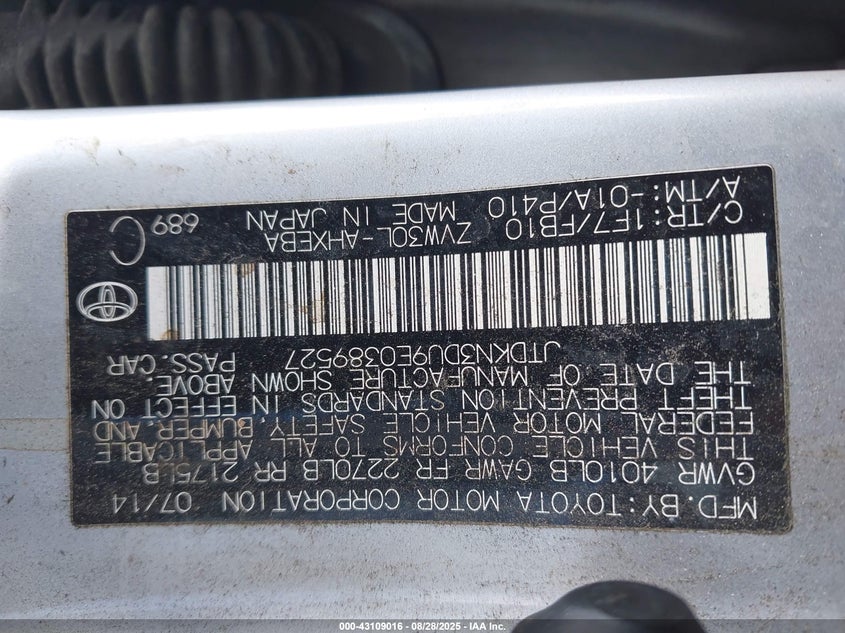 MFD.BY:TOYOTA MOTOR CORPORATION 07/14
GVWR 4010LB GAWR FR 2270LB RR 2175LB
THIS VEHICLE CONFORMS TO ALL APPLICABLE
FEDERAL MOTOR VEHICLE SAFETY, BUMPER, AND
THEFT PREVENTION STANDARDS IN EFFECT ON
THE DATE OF MANUFACTURE SHOWN ABOVE.
JTDKN3DU9E0389527 PASS.CAR
C/TR: 1F7/FB10 ZVW30L-AHXEBA
A/TM:-01A/P410 MADE IN JAPAN
C 689
000-43109016 - 08/28/2025 - IAA Inc.